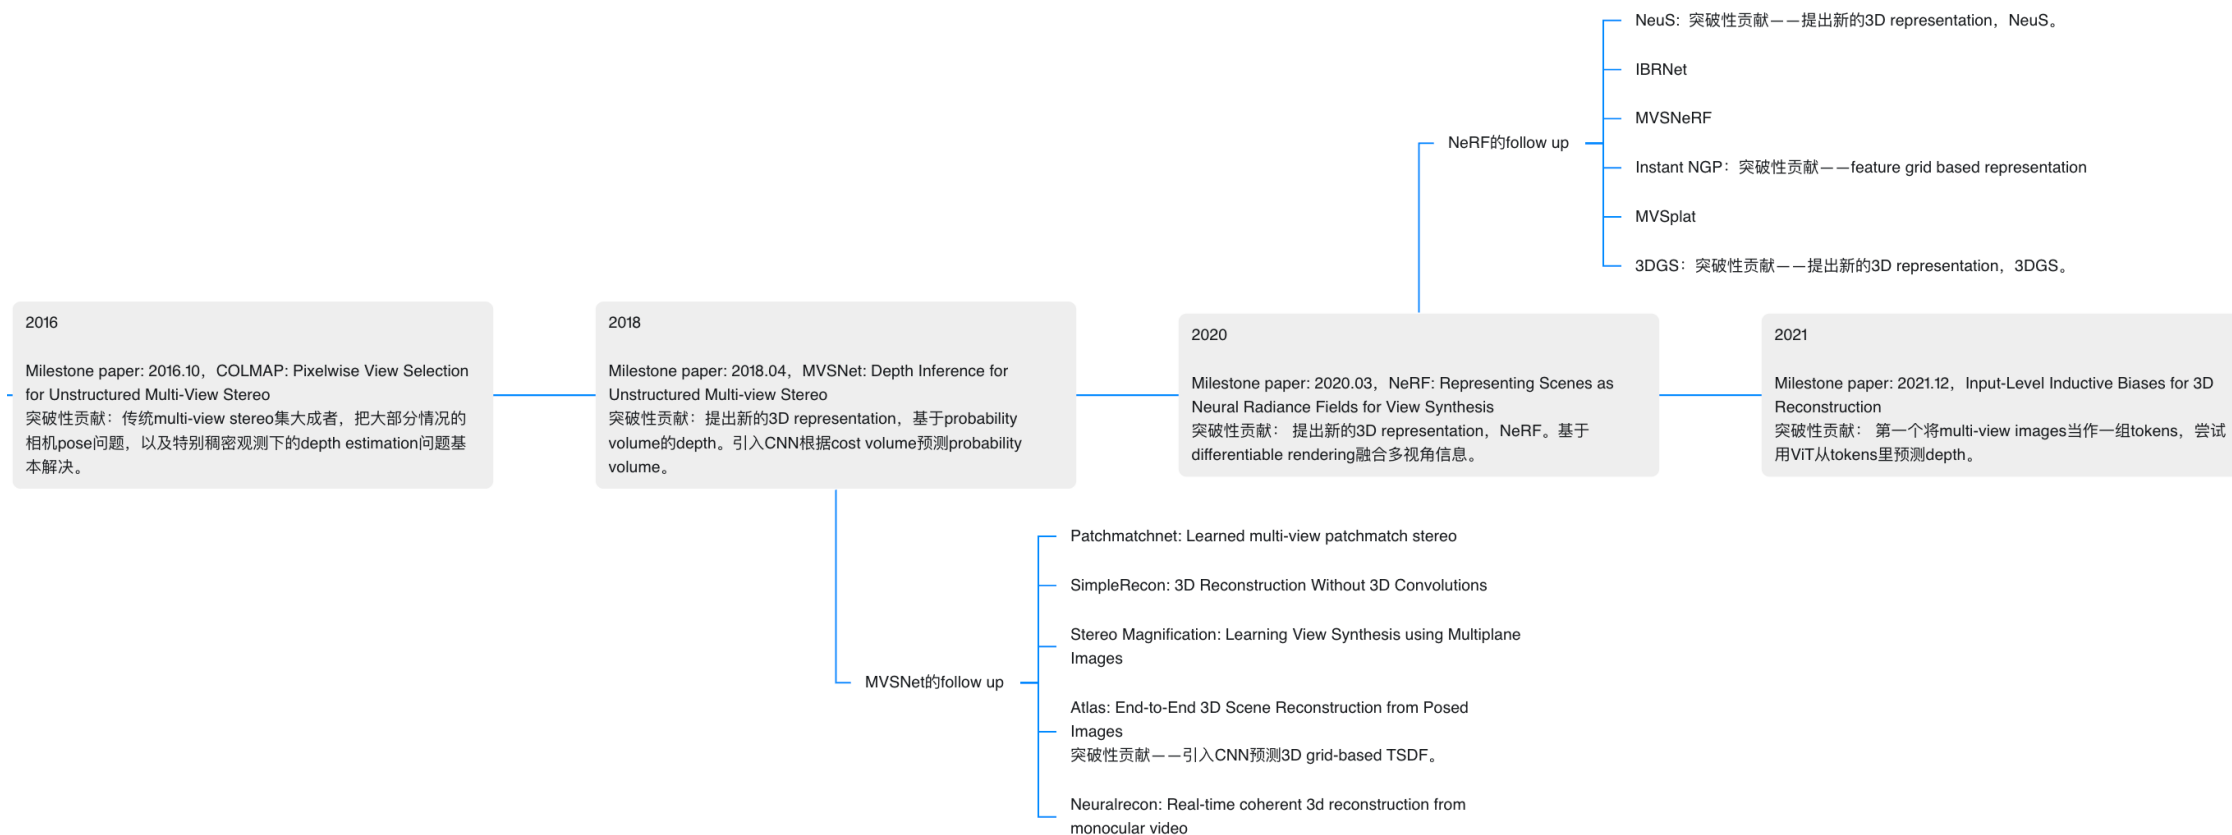 NeuS：突破性贡献——提出新的3D representation，NeuS。
IBRNet
MVSNeRF
NeRF的follow up
Instant NGP：突破性贡献——feature grid based representation
MVSplat
3DGS：突破性贡献——提出新的3D representation，3DGS。
2016
Milestone paper: 2016.10，COLMAP: Pixelwise View Selection
for Unstructured Multi-View Stereo
突破性贡献：传统multi-view stereo集大成者，把大部分情况的
相机pose问题，以及特别稠密观测下的depth estimation问题基
本解决。
2018
Milestone paper: 2018.04，MVSNet: Depth Inference for
Unstructured Multi-view Stereo
突破性贡献：提出新的3D representation，基于probability
volume的depth。引入CNN根据cost volume预测probability
volume。
2020
Milestone paper: 2020.03，NeRF: Representing Scenes as
Neural Radiance Fields for View Synthesis
突破性贡献： 提出新的3D representation，NeRF。基于
differentiable rendering融合多视角信息。
2021
Milestone paper: 2021.12，Input-Level Inductive Biases for 3D
Reconstruction
突破性贡献： 第一个将multi-view images当作一组tokens，尝试
用ViT从tokens里预测depth。
Patchmatchnet: Learned multi-view patchmatch stereo
SimpleRecon: 3D Reconstruction Without 3D Convolutions
Stereo Magnification: Learning View Synthesis using Multiplane
Images
MVSNet的follow up
Atlas: End-to-End 3D Scene Reconstruction from Posed
Images
突破性贡献——引入CNN预测3D grid-based TSDF。
Neuralrecon: Real-time coherent 3d reconstruction from
monocular video